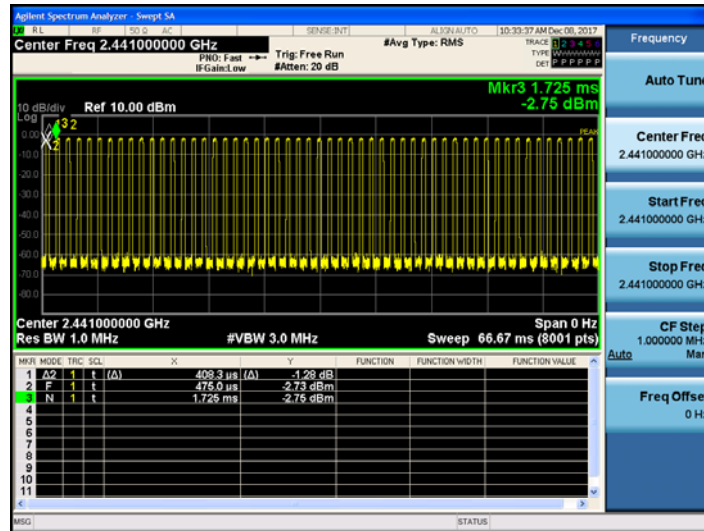 Agilent Spectrum Analyzer - Swept SA
RL RF 50 Ω AC SENSE:INT ALIGNAUTO 10:33:37 AM Dec 08, 2017
Center Freq 2.441000000 GHz
#Avg Type: RMS
TRACE 1 2 3 4 5 6
TYPE
DET P P P P P P
PNO: Fast
IFGain:Low
Trig: Free Run
#Atten: 20 dB
Mkr3 1.725 ms
-2.75 dBm
10 dB/div
Log
Ref 10.00 dBm
PEAK
0.00
-10.0
-20.0
-30.0
-40.0
-50.0
-60.0
-70.0
-80.0
1 3 2
2
Center 2.441000000 GHz
Span 0 Hz
Res BW 1.0 MHz
#VBW 3.0 MHz
Sweep 66.67 ms (8001 pts)
MKR MODE TRC SCL X Y FUNCTION FUNCTION WIDTH FUNCTION VALUE
1 Δ2 1 t (Δ) 408.3 µs (Δ) -1.28 dB
2 F 1 t 475.0 µs -2.73 dBm
3 N 1 t 1.725 ms -2.75 dBm
4
5
6
7
8
9
10
11
MSG
STATUS
Frequency
Auto Tune
Center Freq
2.441000000 GHz
Start Freq
2.441000000 GHz
Stop Freq
2.441000000 GHz
CF Step
1.000000 MHz
Auto Man
Freq Offset
0 Hz